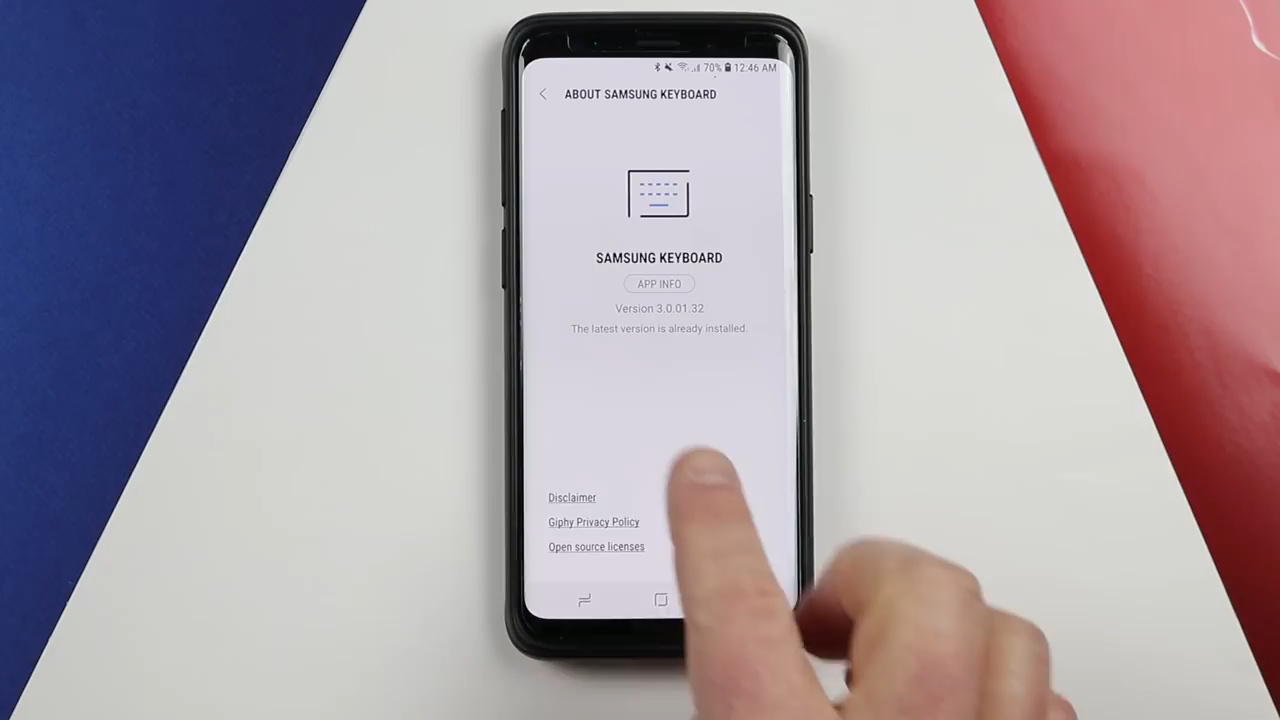 70% 12:46 AM
ABOUT SAMSUNG KEYBOARD
SAMSUNG KEYBOARD
APP INFO
Version 3.0.01.32
The latest version is already installed.
Disclaimer
Giphy Privacy Policy
Open source licenses